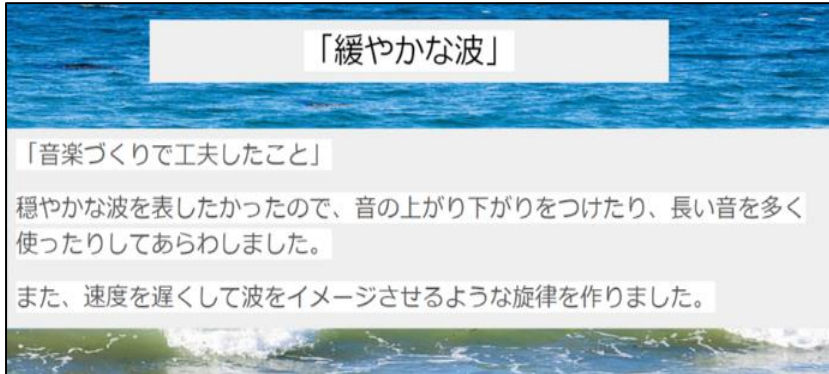 「緩やかな波」
「音楽づくりで工夫したこと」
穏やかな波を表したかったので、音の上がり下がりをつけたり、長い音を多く
使ったりしてあらわしました。
また、速度を遅くして波をイメージさせるような旋律を作りました。